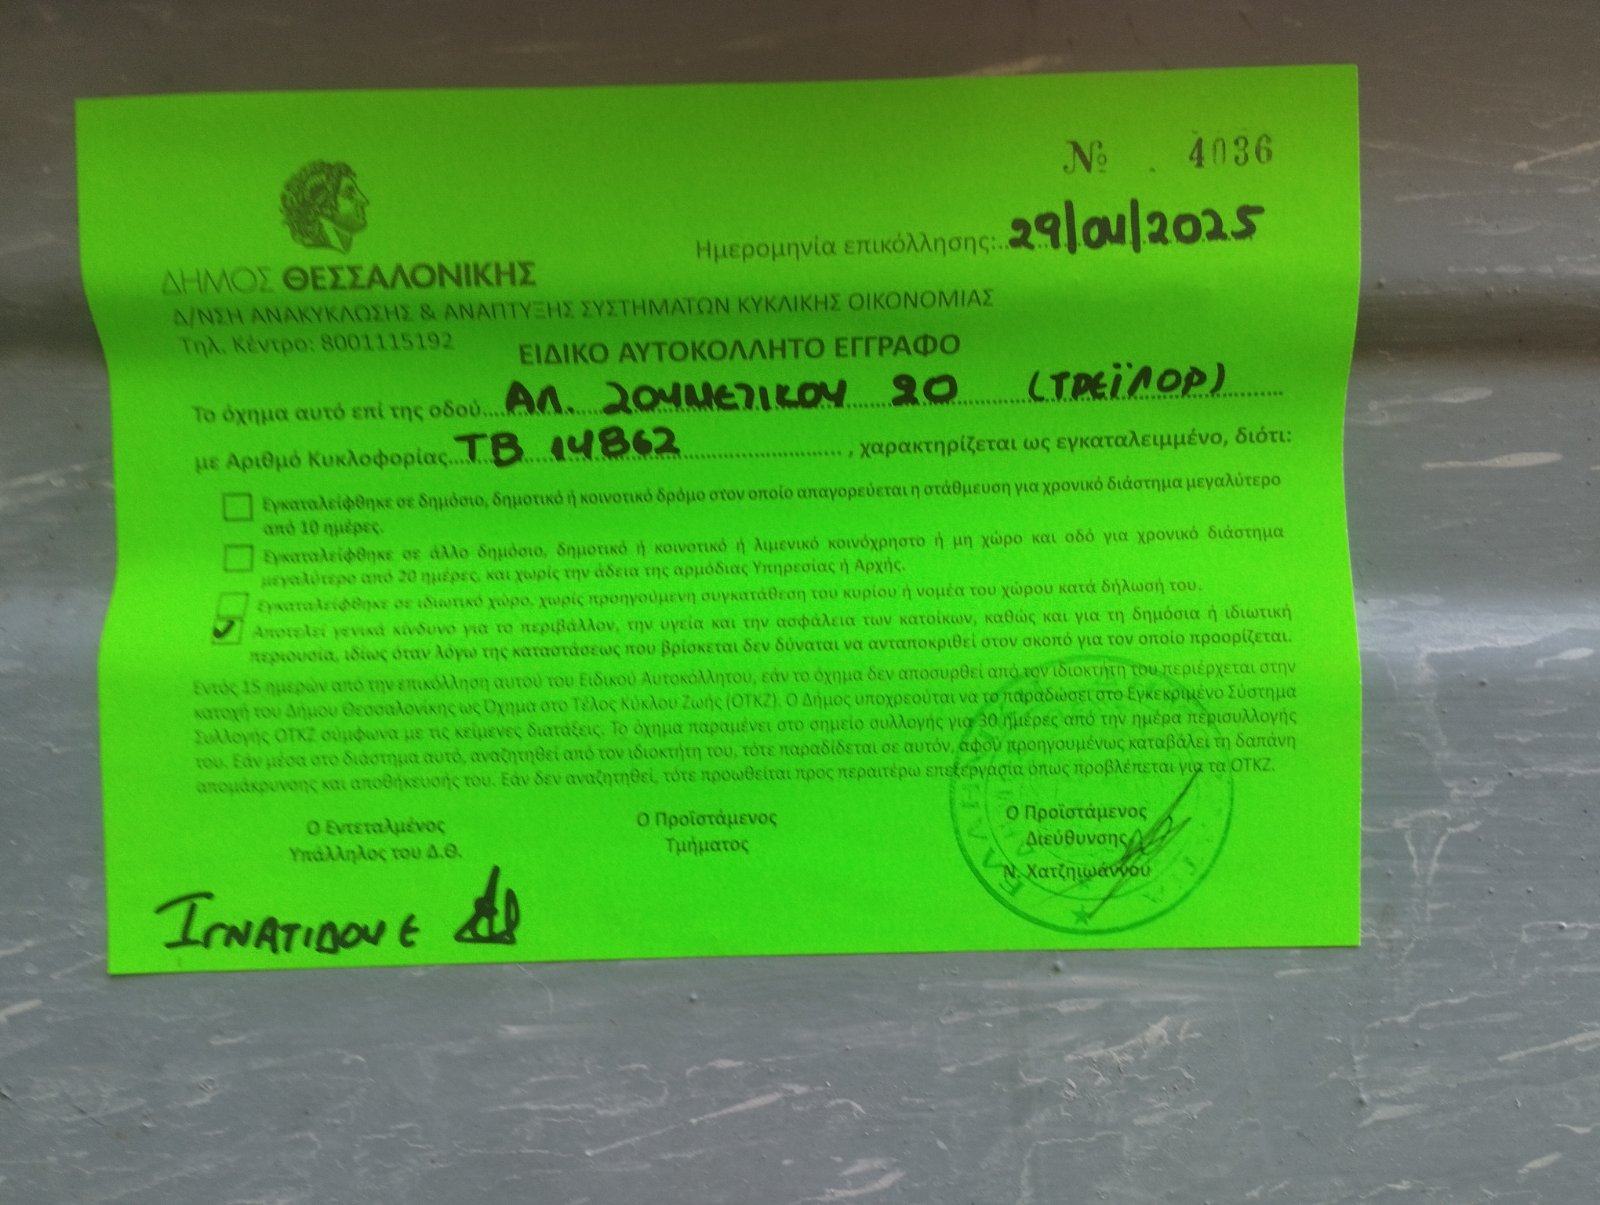 № 4036
Ημερομηνία επικόλλησης: 29/01/2025
ΔΗΜΟΣ ΘΕΣΣΑΛΟΝΙΚΗΣ
Δ/ΝΣΗ ΑΝΑΚΥΚΛΩΣΗΣ & ΑΝΑΠΤΥΞΗΣ ΣΥΣΤΗΜΑΤΩΝ ΚΥΚΛΙΚΗΣ ΟΙΚΟΝΟΜΙΑΣ
Τηλ. Κέντρο: 8001115192
ΕΙΔΙΚΟ ΑΥΤΟΚΟΛΛΗΤΟ ΕΓΓΡΑΦΟ
Το όχημα αυτό επί της οδού ΑΛ. ΖΟΥΜΕΤΙΚΟΥ 20 (ΤΡΕΪΛΟΡ)
με Αριθμό Κυκλοφορίας ΤΒ 14862, χαρακτηρίζεται ως εγκαταλειμμένο, διότι:
Εγκαταλείφθηκε σε δημόσιο, δημοτικό ή κοινοτικό δρόμο στον οποίο απαγορεύεται η στάθμευση για χρονικό διάστημα μεγαλύτερο
από 10 ημέρες.
Εγκαταλείφθηκε σε άλλο δημόσιο, δημοτικό ή κοινοτικό ή λιμενικό κοινόχρηστο ή μη χώρο και οδό για χρονικό διάστημα
μεγαλύτερο από 20 ημέρες, και χωρίς την άδεια της αρμόδιας Υπηρεσίας ή Αρχής.
Εγκαταλείφθηκε σε ιδιωτικό χώρο, χωρίς προηγούμενη συγκατάθεση του κυρίου ή νομέα του χώρου κατά δήλωσή του.
Αποτελεί γενικά κίνδυνο για το περιβάλλον, την υγεία και την ασφάλεια των κατοίκων, καθώς και για τη δημόσια ή ιδιωτική
περιουσία, ιδίως όταν λόγω της καταστάσεως που βρίσκεται δεν δύναται να ανταποκριθεί στον σκοπό για τον οποίο προορίζεται.
Εντός 15 ημερών από την επικόλληση αυτού του Ειδικού Αυτοκόλλητου, εάν το όχημα δεν αποσυρθεί από τον ιδιοκτήτη του περιέρχεται στην
κατοχή του Δήμου Θεσσαλονίκης ως Όχημα στο Τέλος Κύκλου Ζωής (ΟΤΚΖ). Ο Δήμος υποχρεούται να το παραδώσει στο Εγκεκριμένο Σύστημα
Συλλογής ΟΤΚΖ σύμφωνα με τις κείμενες διατάξεις. Το όχημα παραμένει στο σημείο συλλογής για 30 ημέρες από την ημέρα περισυλλογής
του. Εάν μέσα στο διάστημα αυτό, αναζητηθεί από τον ιδιοκτήτη του, τότε παραδίδεται σε αυτόν, αφού προηγουμένως καταβάλει τη δαπάνη
απομάκρυνσης και αποθήκευσής του. Εάν δεν αναζητηθεί, τότε προωθείται προς περαιτέρω επεξεργασία όπως προβλέπεται για τα ΟΤΚΖ.
Ο Εντεταλμένος
Υπάλληλος του Δ.Θ.
ΙΓΝΑΤΙΔΟΥ Ε
Ο Προϊστάμενος
Τμήματος
Ο Προϊστάμενος
Διεύθυνσης
Ν. Χατζηιωάννου